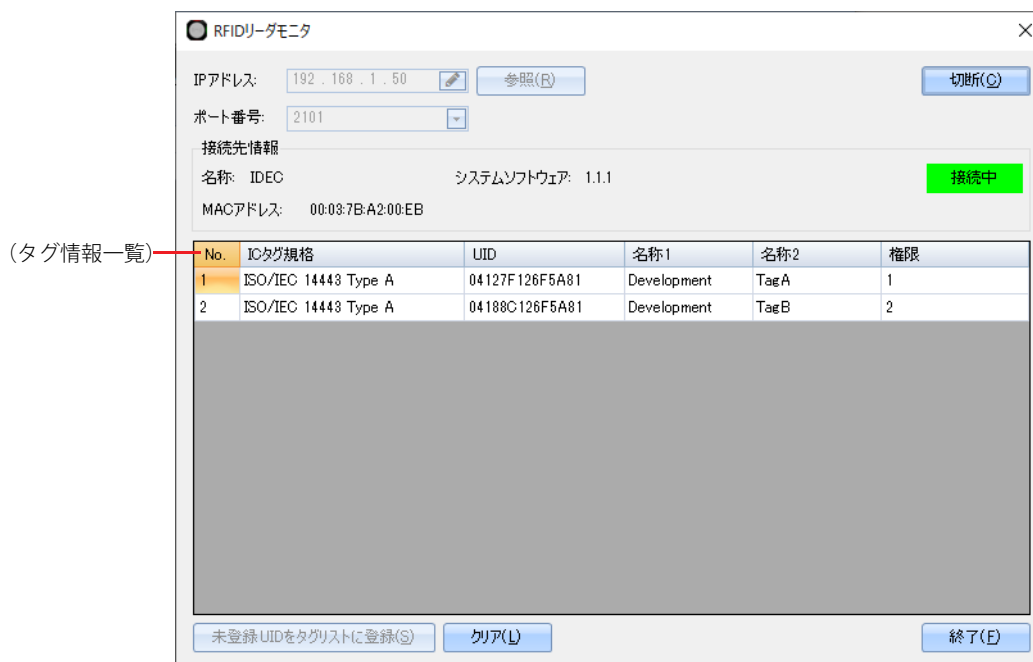 RFIDリーダモニタ
IPアドレス: 192 . 168 . 1 . 50 参照(R) 切断(C)
ポート番号: 2101
接続先情報
名称: IDEC システムソフトウェア: 1.1.1 接続中
MACアドレス: 00:03:7B:A2:00:EB
(タグ情報一覧)
No. ICタグ規格 UID 名称1 名称2 権限
1 ISO/IEC 14443 Type A 04127F126F5A81 Development TagA 1
2 ISO/IEC 14443 Type A 04188C126F5A81 Development TagB 2
未登録UIDをタグリストに登録(S) クリア(L) 終了(F)